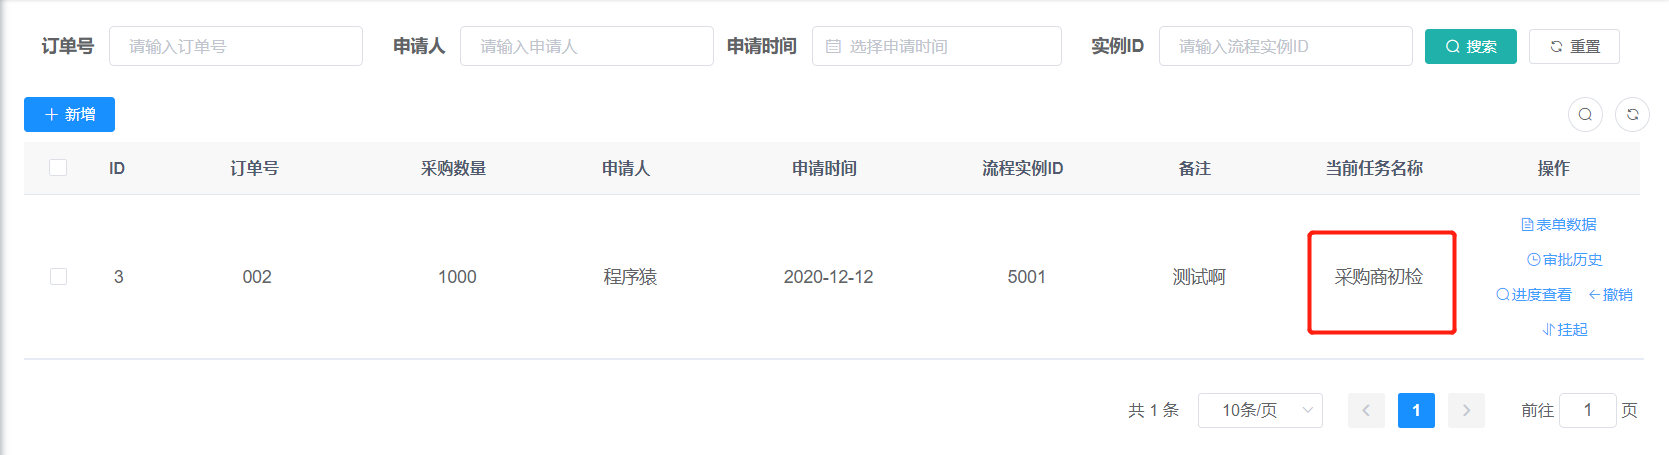 订单号 请输入订单号 申请人 请输入申请人 申请时间 选择申请时间 实例ID 请输入流程实例ID 搜索 重置
新增
ID 订单号 采购数量 申请人 申请时间 流程实例ID 备注 当前任务名称 操作
3 002 1000 程序猿 2020-12-12 5001 测试啊 采购商初检
表单数据
审批历史
进度查看 撤销
挂起
共 1 条 10条/页 1 前往 1 页